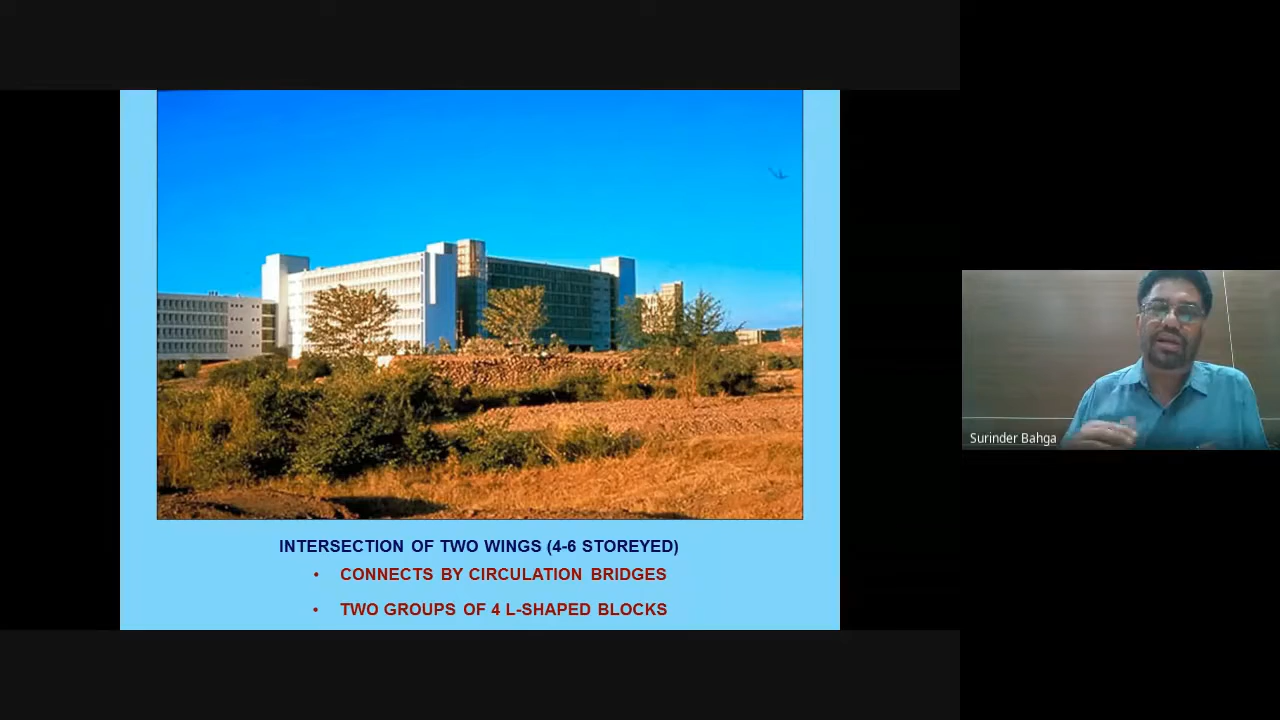 INTERSECTION OF TWO WINGS (4-6 STOREYED)
• CONNECTS BY CIRCULATION BRIDGES
• TWO GROUPS OF 4 L-SHAPED BLOCKS
Surinder Bahga